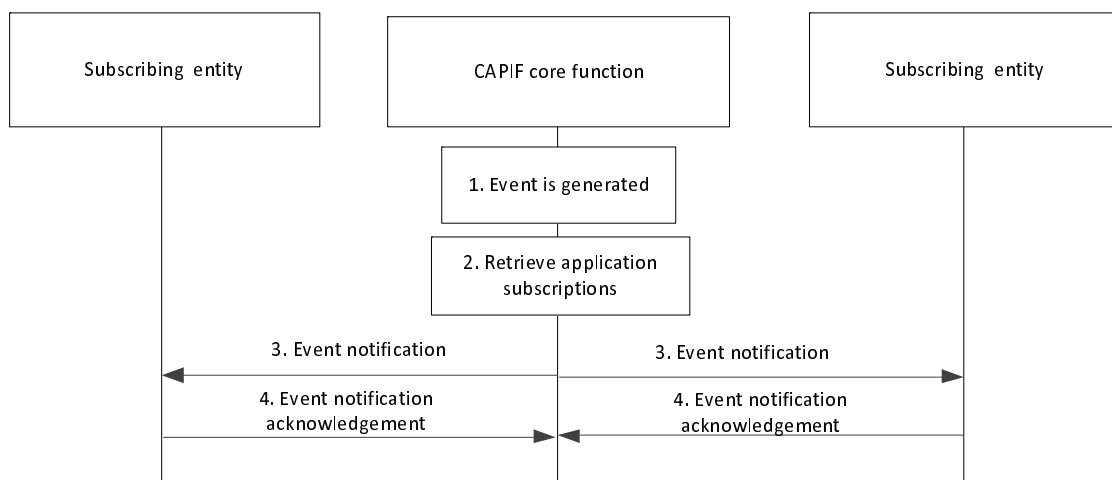 Subscribing entity
CAPIF core function
Subscribing entity
1. Event is generated
2. Retrieve application
subscriptions
3. Event notification
3. Event notification
4. Event notification
acknowledgement
4. Event notification
acknowledgement